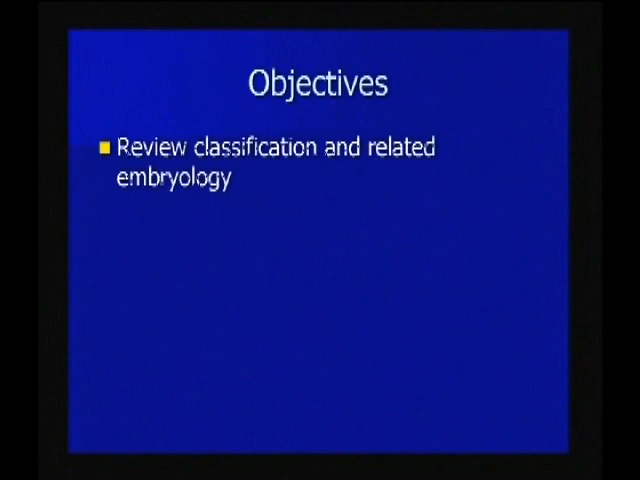 Objectives
Review classification and related
embryology